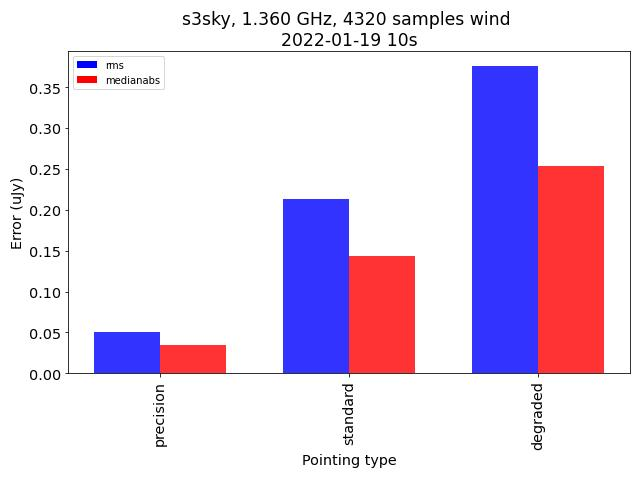 s3sky, 1.360 GHz, 4320 samples wind
2022-01-19 10s
rms
medianabs
0.35
0.30
0.25
0.20
0.15
0.10
0.05
0.00
Error (uJy)
precision
standard
degraded
Pointing type